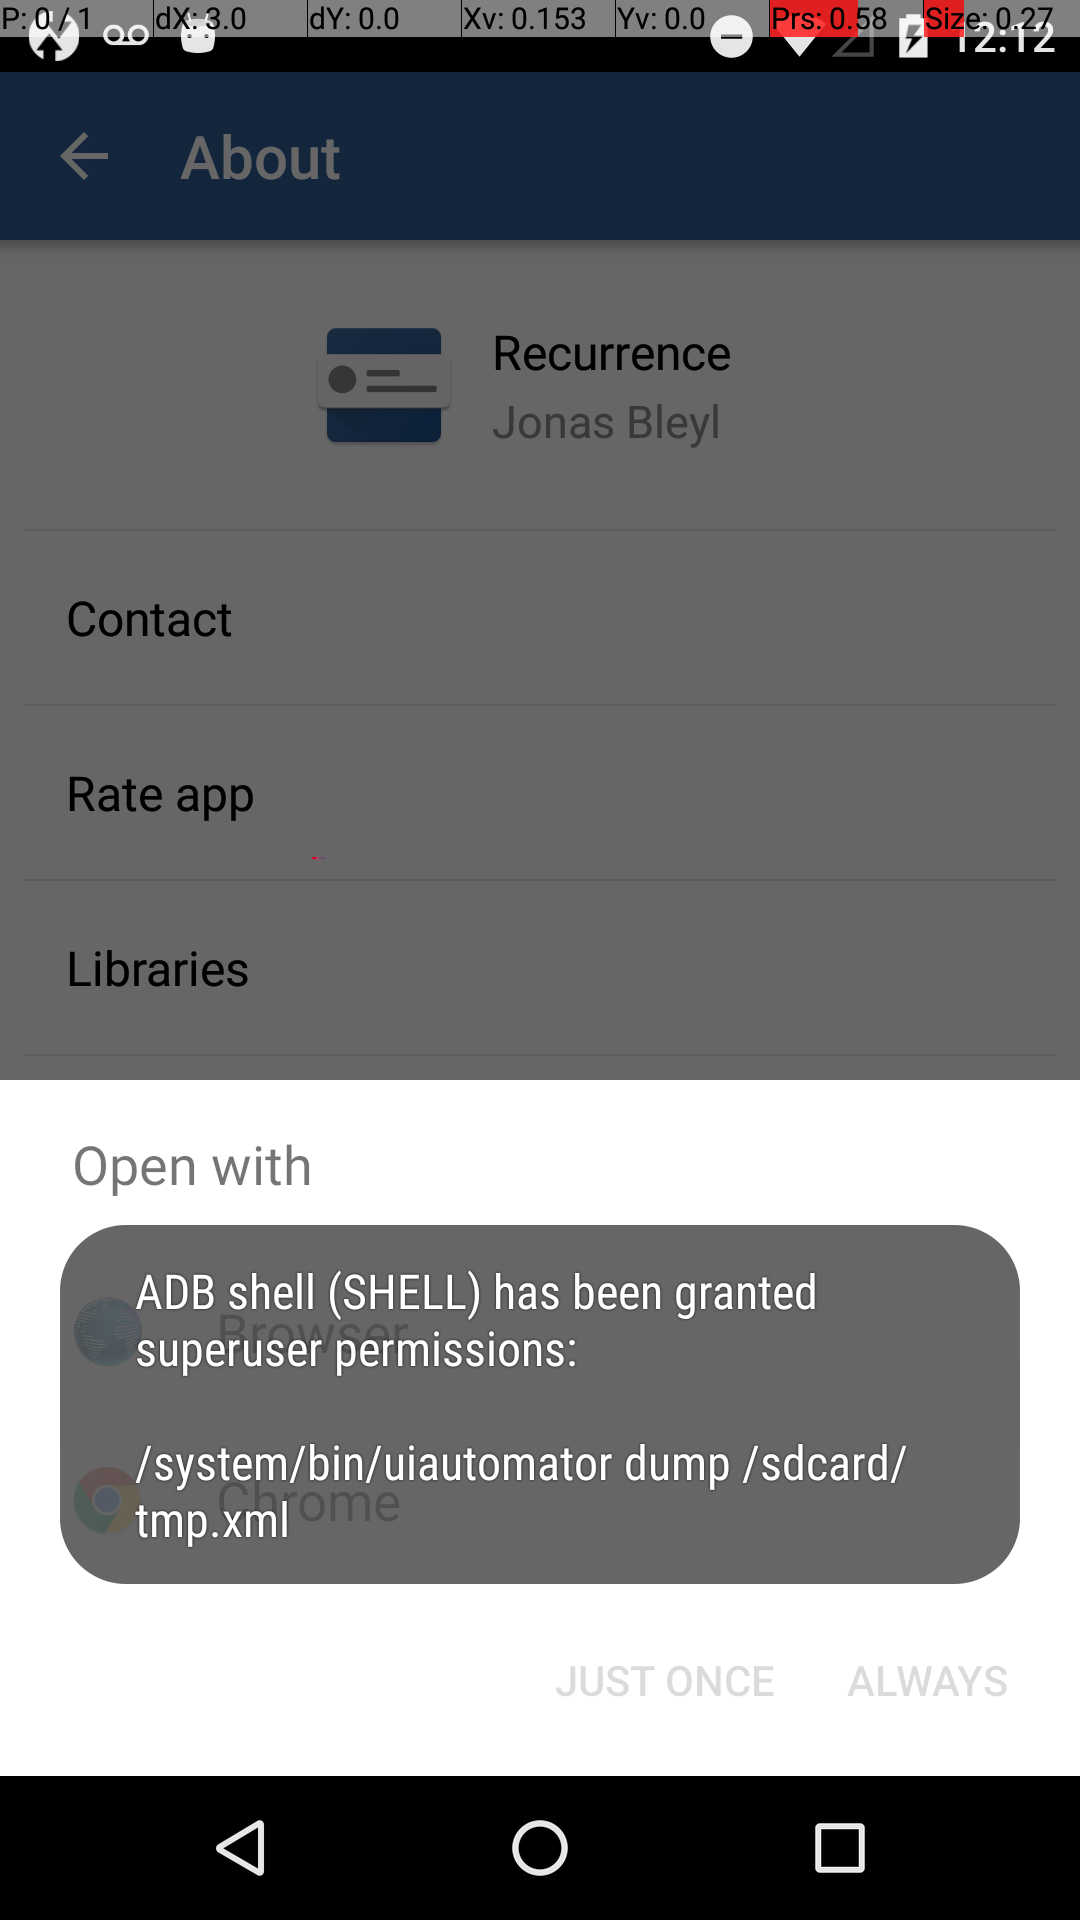 P: 0 / 1 dX: 3.0 dY: 0.0 Xv: 0.153 Yv: 0.0 Prs: 0.58 Size: 0.27
12:12
About
Recurrence
Jonas Bleyl
Contact
Rate app
Libraries
Open with
ADB shell (SHELL) has been granted
Browser
superuser permissions:
/system/bin/uiautomator dump /sdcard/
Chrome
tmp.xml
JUST ONCE ALWAYS